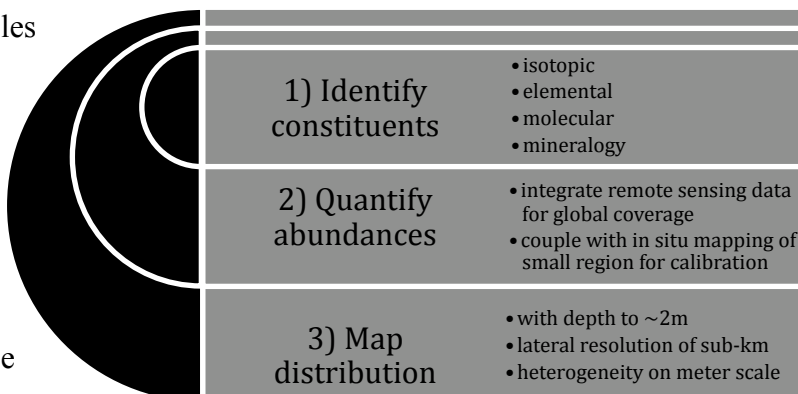 les
1) Identify
constituents
• isotopic
• elemental
• molecular
• mineralogy
2) Quantify
abundances
• integrate remote sensing data
for global coverage
• couple with in situ mapping of
small region for calibration
e
3) Map
distribution
• with depth to ~2m
• lateral resolution of sub-km
• heterogeneity on meter scale